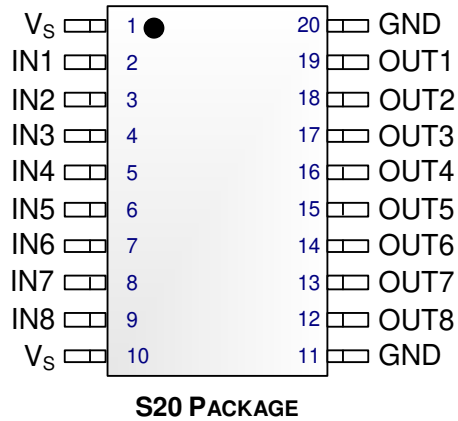 V_S 1 20 GND
IN1 2 19 OUT1
IN2 3 18 OUT2
IN3 4 17 OUT3
IN4 5 16 OUT4
IN5 6 15 OUT5
IN6 7 14 OUT6
IN7 8 13 OUT7
IN8 9 12 OUT8
V_S 10 11 GND
S20 PACKAGE